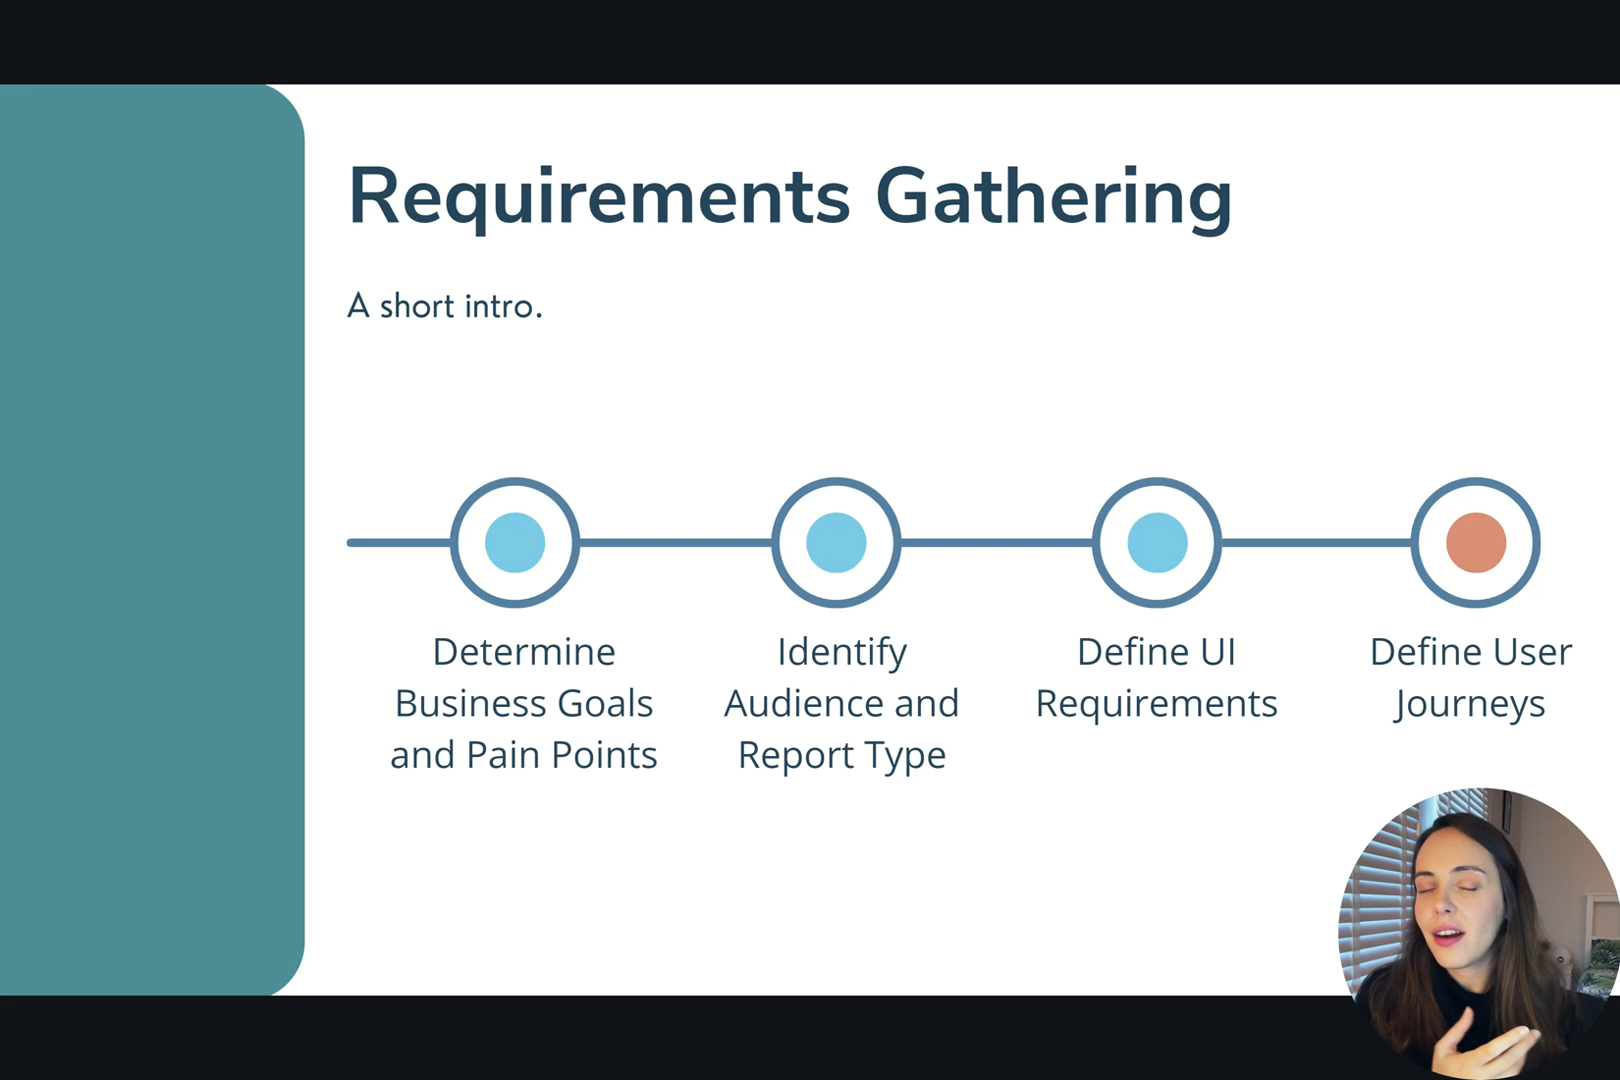 Requirements Gathering
A short intro.
Determine
Business Goals
and Pain Points
Identify
Audience and
Report Type
Define UI
Requirements
Define User
Journeys